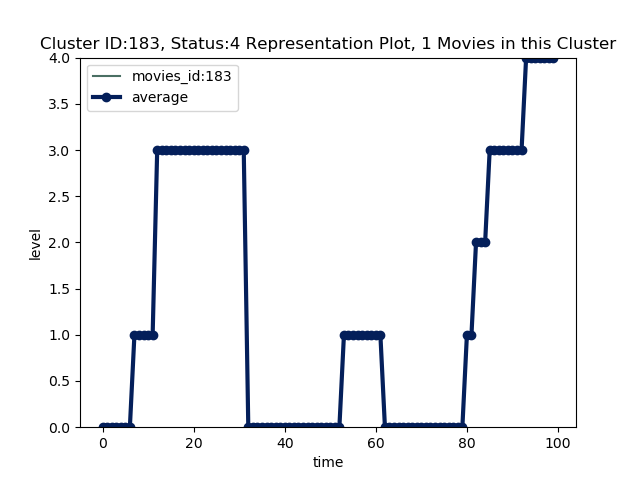 Cluster ID:183, Status:4 Representation Plot, 1 Movies in this Cluster
movies_id:183
average
4.0
3.5
3.0
2.5
2.0
1.5
1.0
0.5
0.0
level
0 20 40 60 80 100
time